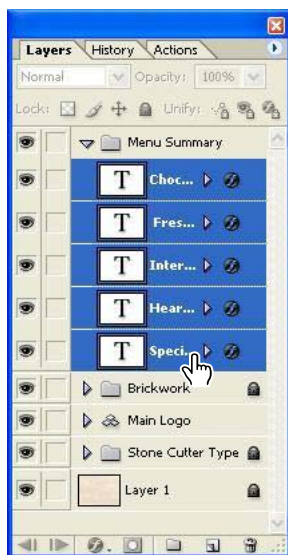 Layers History Actions
Normal Opacity: 100%
Lock: Unify:
Menu Summary
T Choc...
T Fres...
T Inter...
T Hear...
T Speci...
Brickwork
Main Logo
Stone Cutter Type
Layer 1